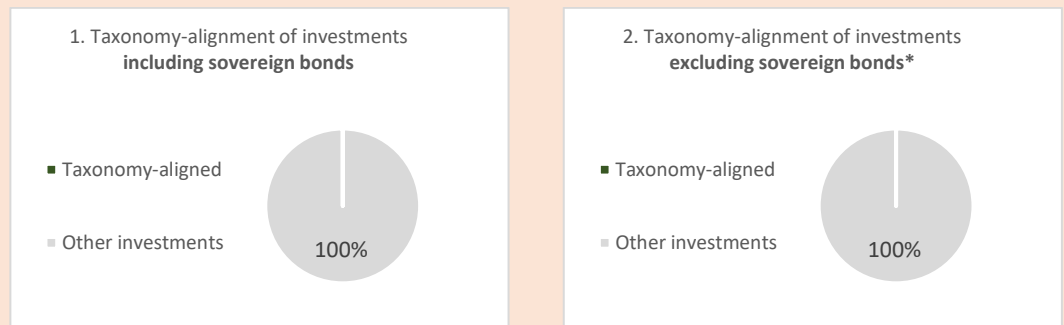 1. Taxonomy-alignment of investments
including sovereign bonds
Taxonomy-aligned
Other investments
100%
2. Taxonomy-alignment of investments
excluding sovereign bonds*
Taxonomy-aligned
Other investments
100%